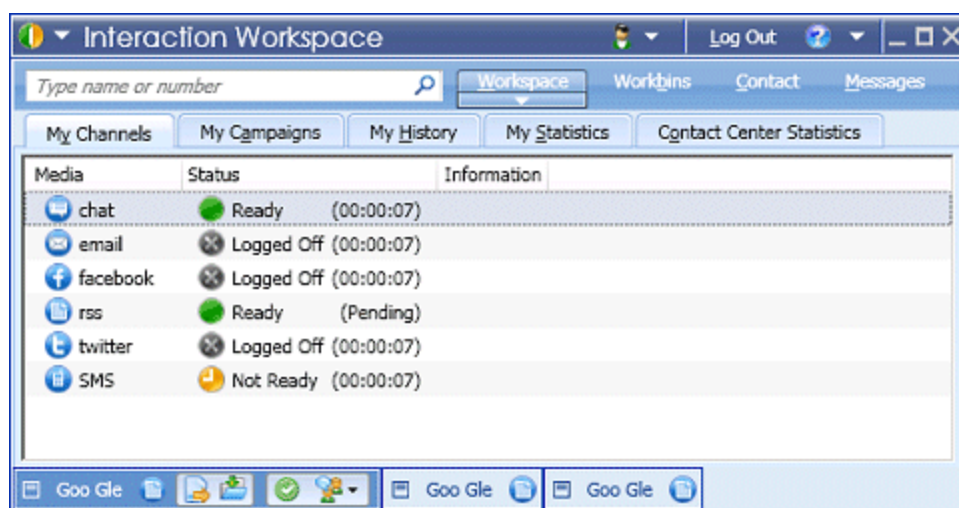 Interaction Workspace Log Out
Type name or number Workspace Workbins Contact Messages
My Channels My Campaigns My History My Statistics Contact Center Statistics
Media Status Information
chat Ready (00:00:07)
email Logged Off (00:00:07)
facebook Logged Off (00:00:07)
rss Ready (Pending)
twitter Logged Off (00:00:07)
SMS Not Ready (00:00:07)
Goo Gle Goo Gle Goo Gle